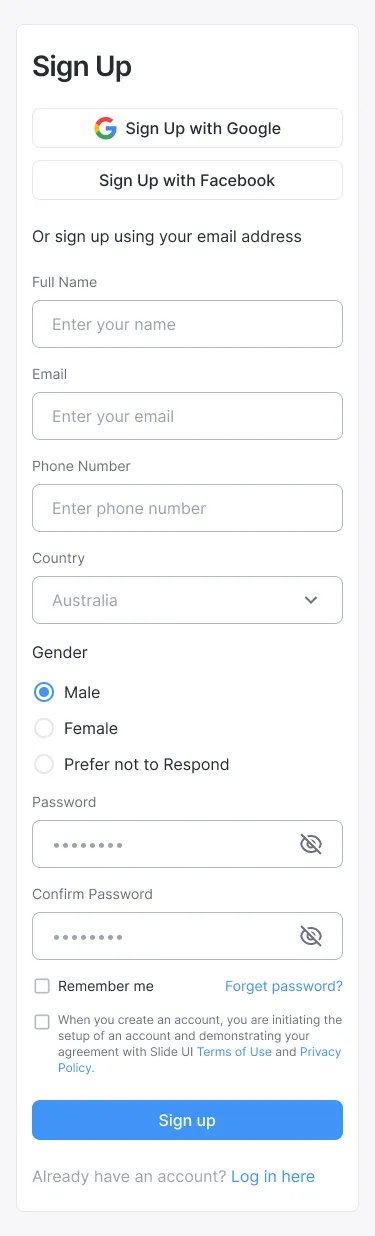 Sign Up
Sign Up with Google
Sign Up with Facebook
Or sign up using your email address
Full Name
Enter your name
Email
Enter your email
Phone Number
Enter phone number
Country
Australia
Gender
Male
Female
Prefer not to Respond
Password
Confirm Password
Remember me Forget password?
When you create an account, you are initiating the
setup of an account and demonstrating your
agreement with Slide UI Terms of Use and Privacy
Policy.
Sign up
Already have an account? Log in here